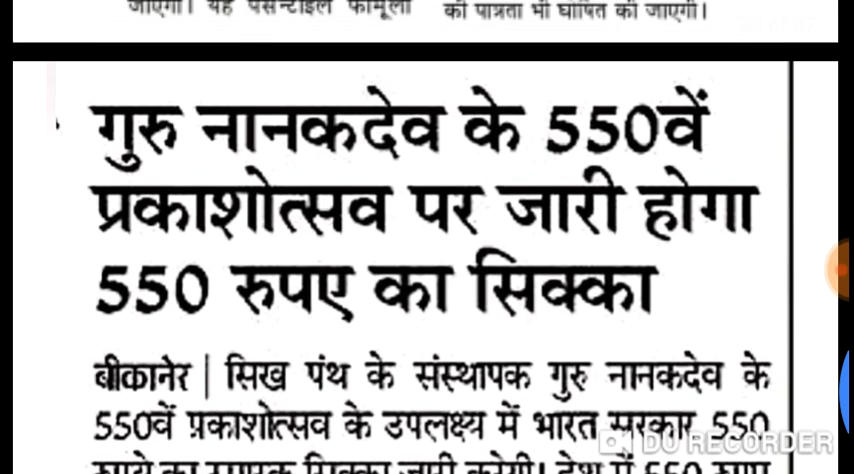 जाएगी। यह पर्सन्टाइल फॉर्मूला
की पात्रता भी घोषित की जाएगी।
गुरु नानकदेव के 550वें
प्रकाशोत्सव पर जारी होगा
550 रुपए का सिक्का
बीकानेर | सिख पंथ के संस्थापक गुरु नानकदेव के
550वें प्रकाशोत्सव के उपलक्ष्य में भारत सरकार 550
DU RECORDER